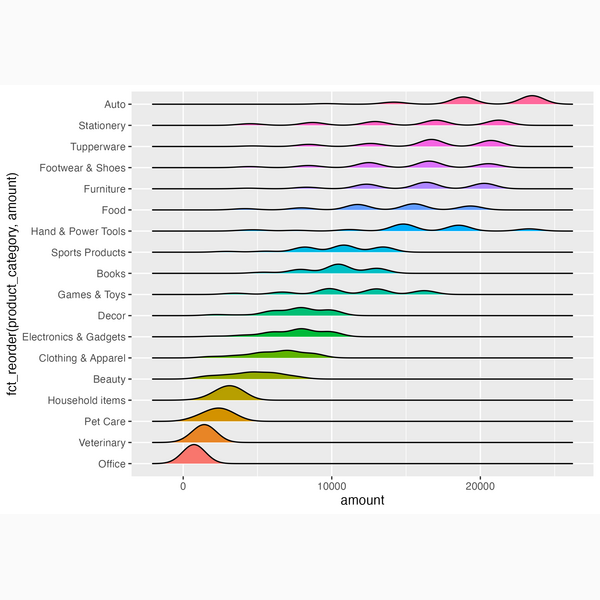 fct_reorder(product_category, amount)
Auto
Stationery
Tupperware
Footwear & Shoes
Furniture
Food
Hand & Power Tools
Sports Products
Books
Games & Toys
Decor
Electronics & Gadgets
Clothing & Apparel
Beauty
Household items
Pet Care
Veterinary
Office
0 10000 20000
amount